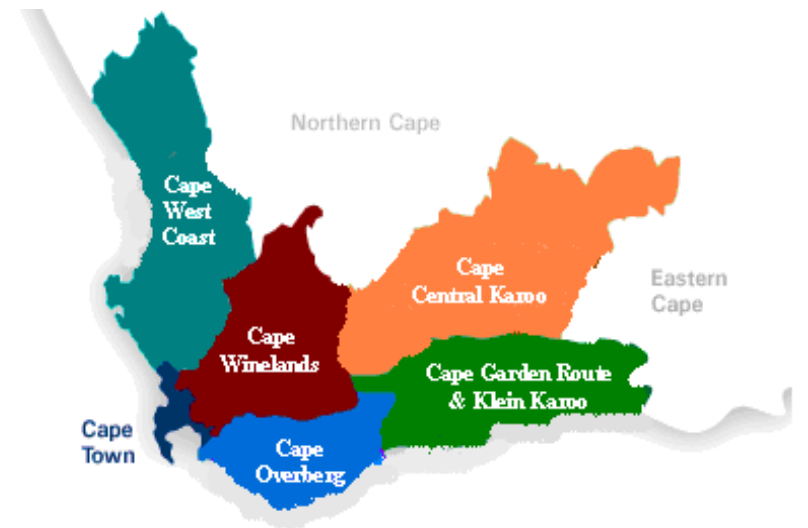 Northern Cape
Cape
West
Coast
Cape
Central Karoo
Eastern
Cape
Cape
Winelands
Cape Garden Route
& Klein Karoo
Cape
Town
Cape
Overberg